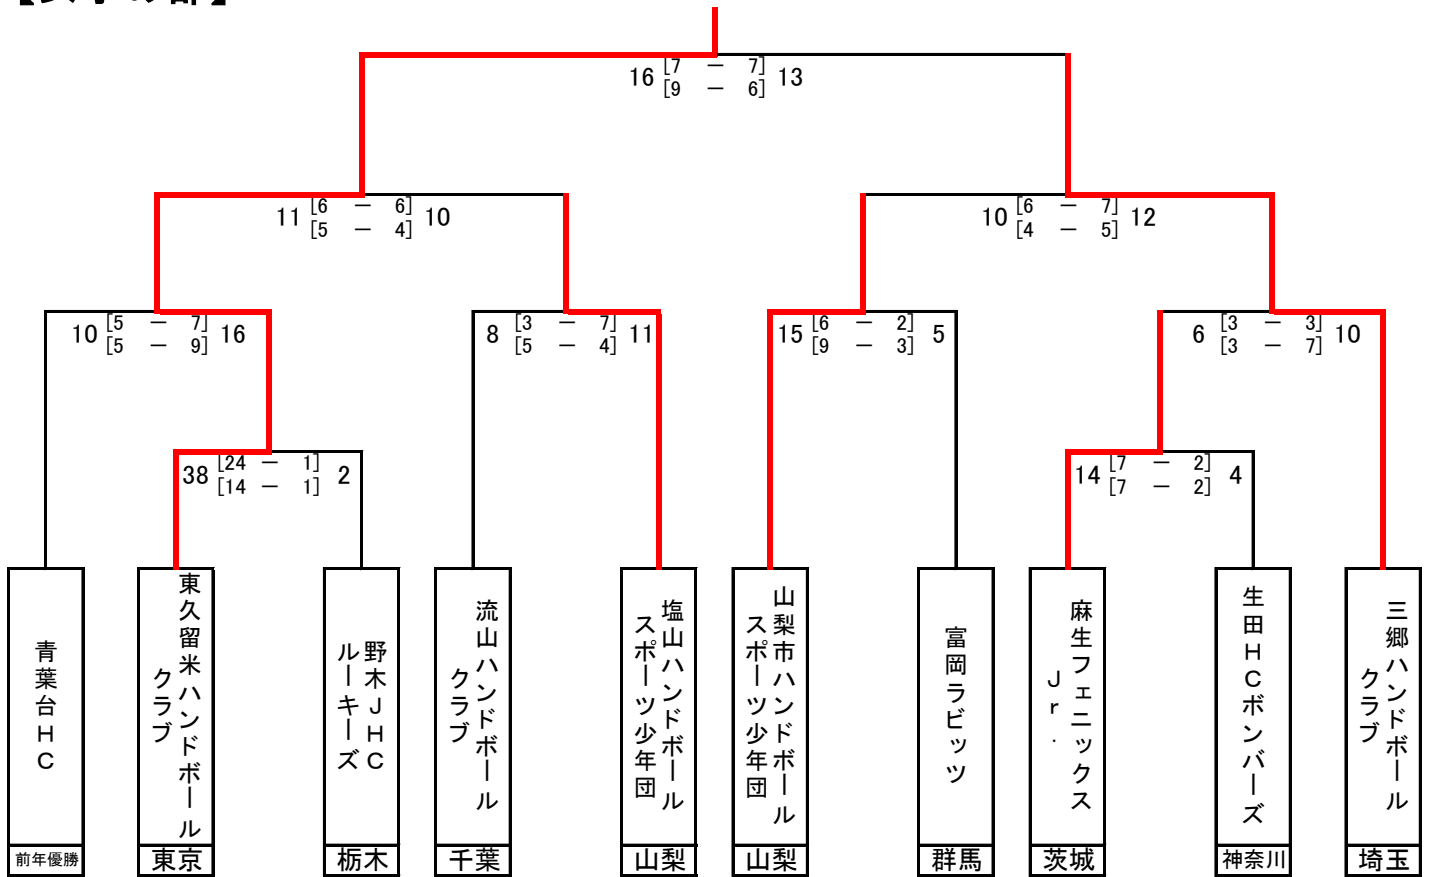 16 [7 － 7] 13
[9 － 6]
11 [6 － 6] 10
[5 － 4]
10 [6 － 7] 12
[4 － 5]
10 [5 － 7] 16
[5 － 9]
8 [3 － 7] 11
[5 － 4]
15 [6 － 2] 5
[9 － 3]
6 [3 － 3] 10
[3 － 7]
38 [24 － 1] 2
[14 － 1]
14 [7 － 2] 4
[7 － 2]
青葉台HC
前年優勝
東久留米ハンドボール
クラブ
東京
野木JHC
ルーキーズ
栃木
流山ハンドボール
クラブ
千葉
塩山ハンドボール
スポーツ少年団
山梨
山梨市ハンドボール
スポーツ少年団
山梨
富岡ラビッツ
群馬
麻生フェニックス
Jr.
茨城
生田HCボンバーズ
神奈川
三郷ハンドボール
クラブ
埼玉